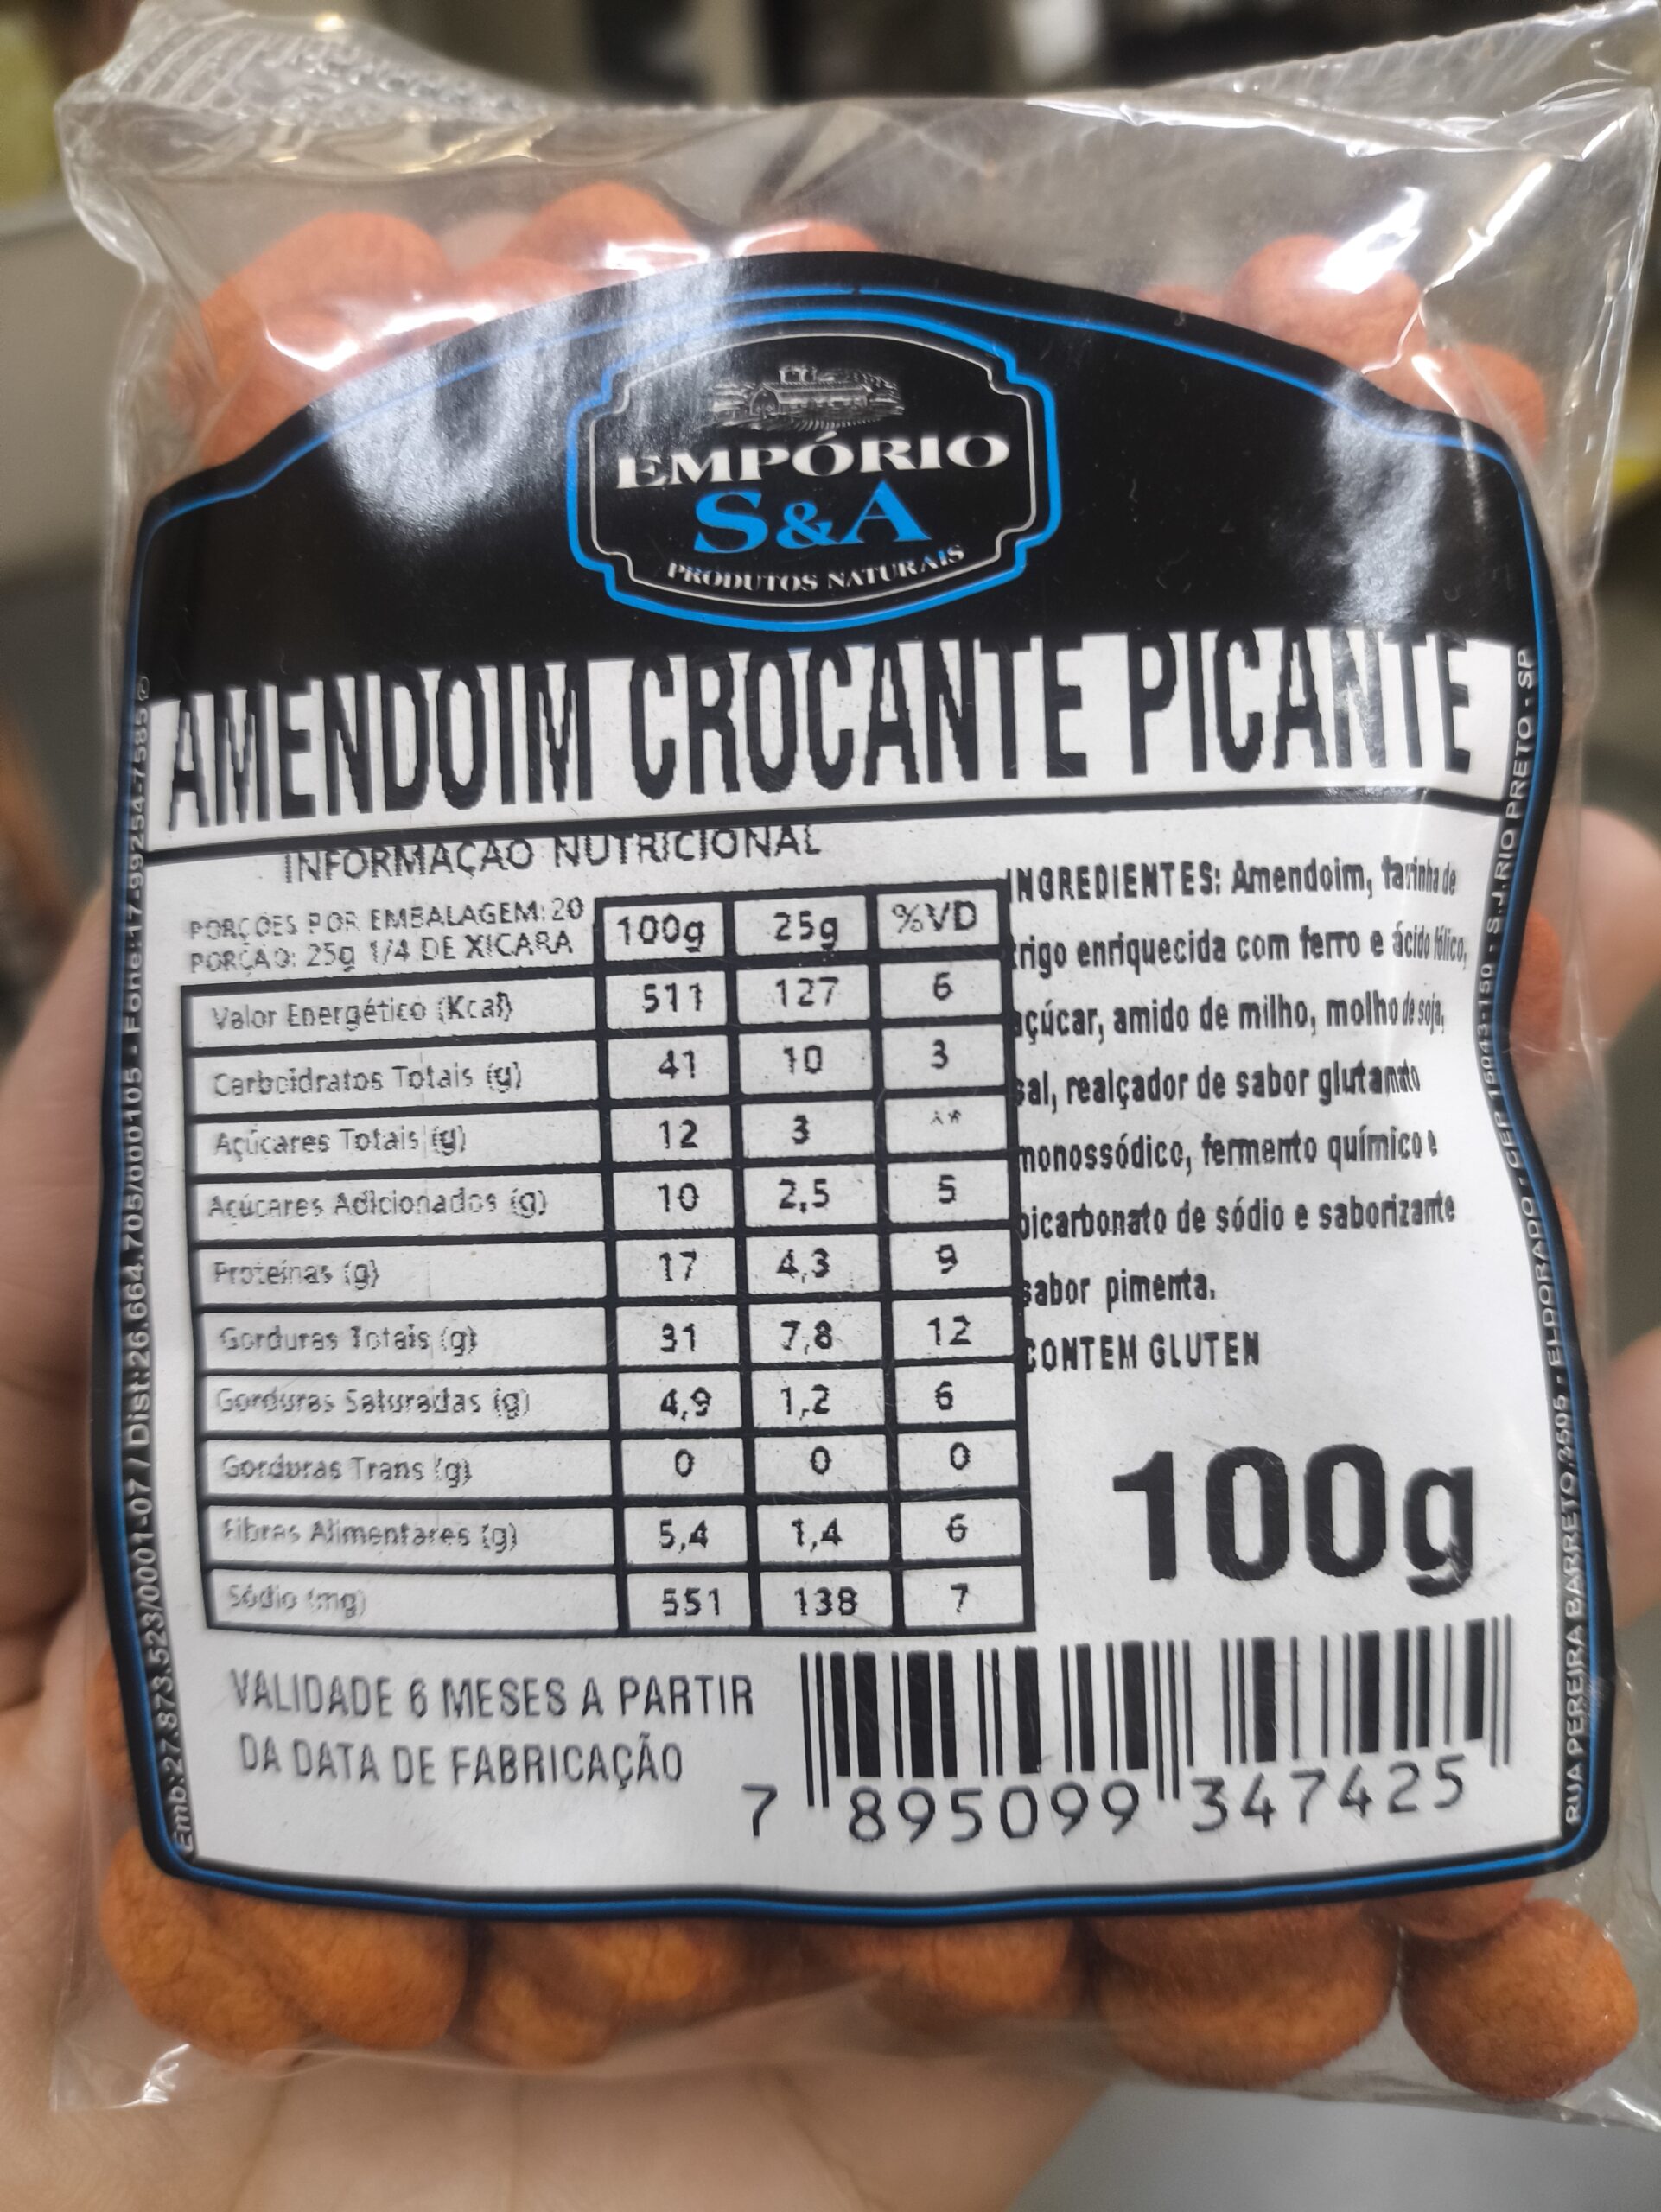 EMPÓRIO
S&A
PRODUTOS NATURAIS
AMENDOIM CROCANTE PICANTE
INFORMAÇAO NUTRICIONAL
PORÇOES POR EMBALAGEM: 20
PORÇAO: 25g 1/4 DE XICARA
100g 25g %VD
Valor Energético (Kcal) 511 127 6
Carboidratos Totais (g) 41 10 3
Açúcares Totais (g) 12 3 **
Açúcares Adicionados (g) 10 2,5 5
Proteínas (g) 17 4,3 9
Gorduras Totais (g) 31 7,8 12
Gorduras Saturadas (g) 4,9 1,2 6
Gorduras Trans (g) 0 0 0
Fibras Alimentares (g) 5,4 1,4 6
Sódio (mg) 551 138 7
INGREDIENTES: Amendoim, farinha de
trigo enriquecida com ferro e ácido fólico,
açúcar, amido de milho, molho de soja,
sal, realçador de sabor glutamato
monossódico, fermento químico e
bicarbonato de sódio e saborizante
sabor pimenta.
CONTEM GLUTEN
100g
VALIDADE 6 MESES A PARTIR
DA DATA DE FABRICAÇÃO
7 895099 347425
Emb:27.873.523/0001-07 / Dist:26.664.705/000105 - Fone:17-99254-7585
RUA PEREIRA BARRETO,3505 - ELDORADO - CEP 15043-150 - S.J.RIO PRETO - SP